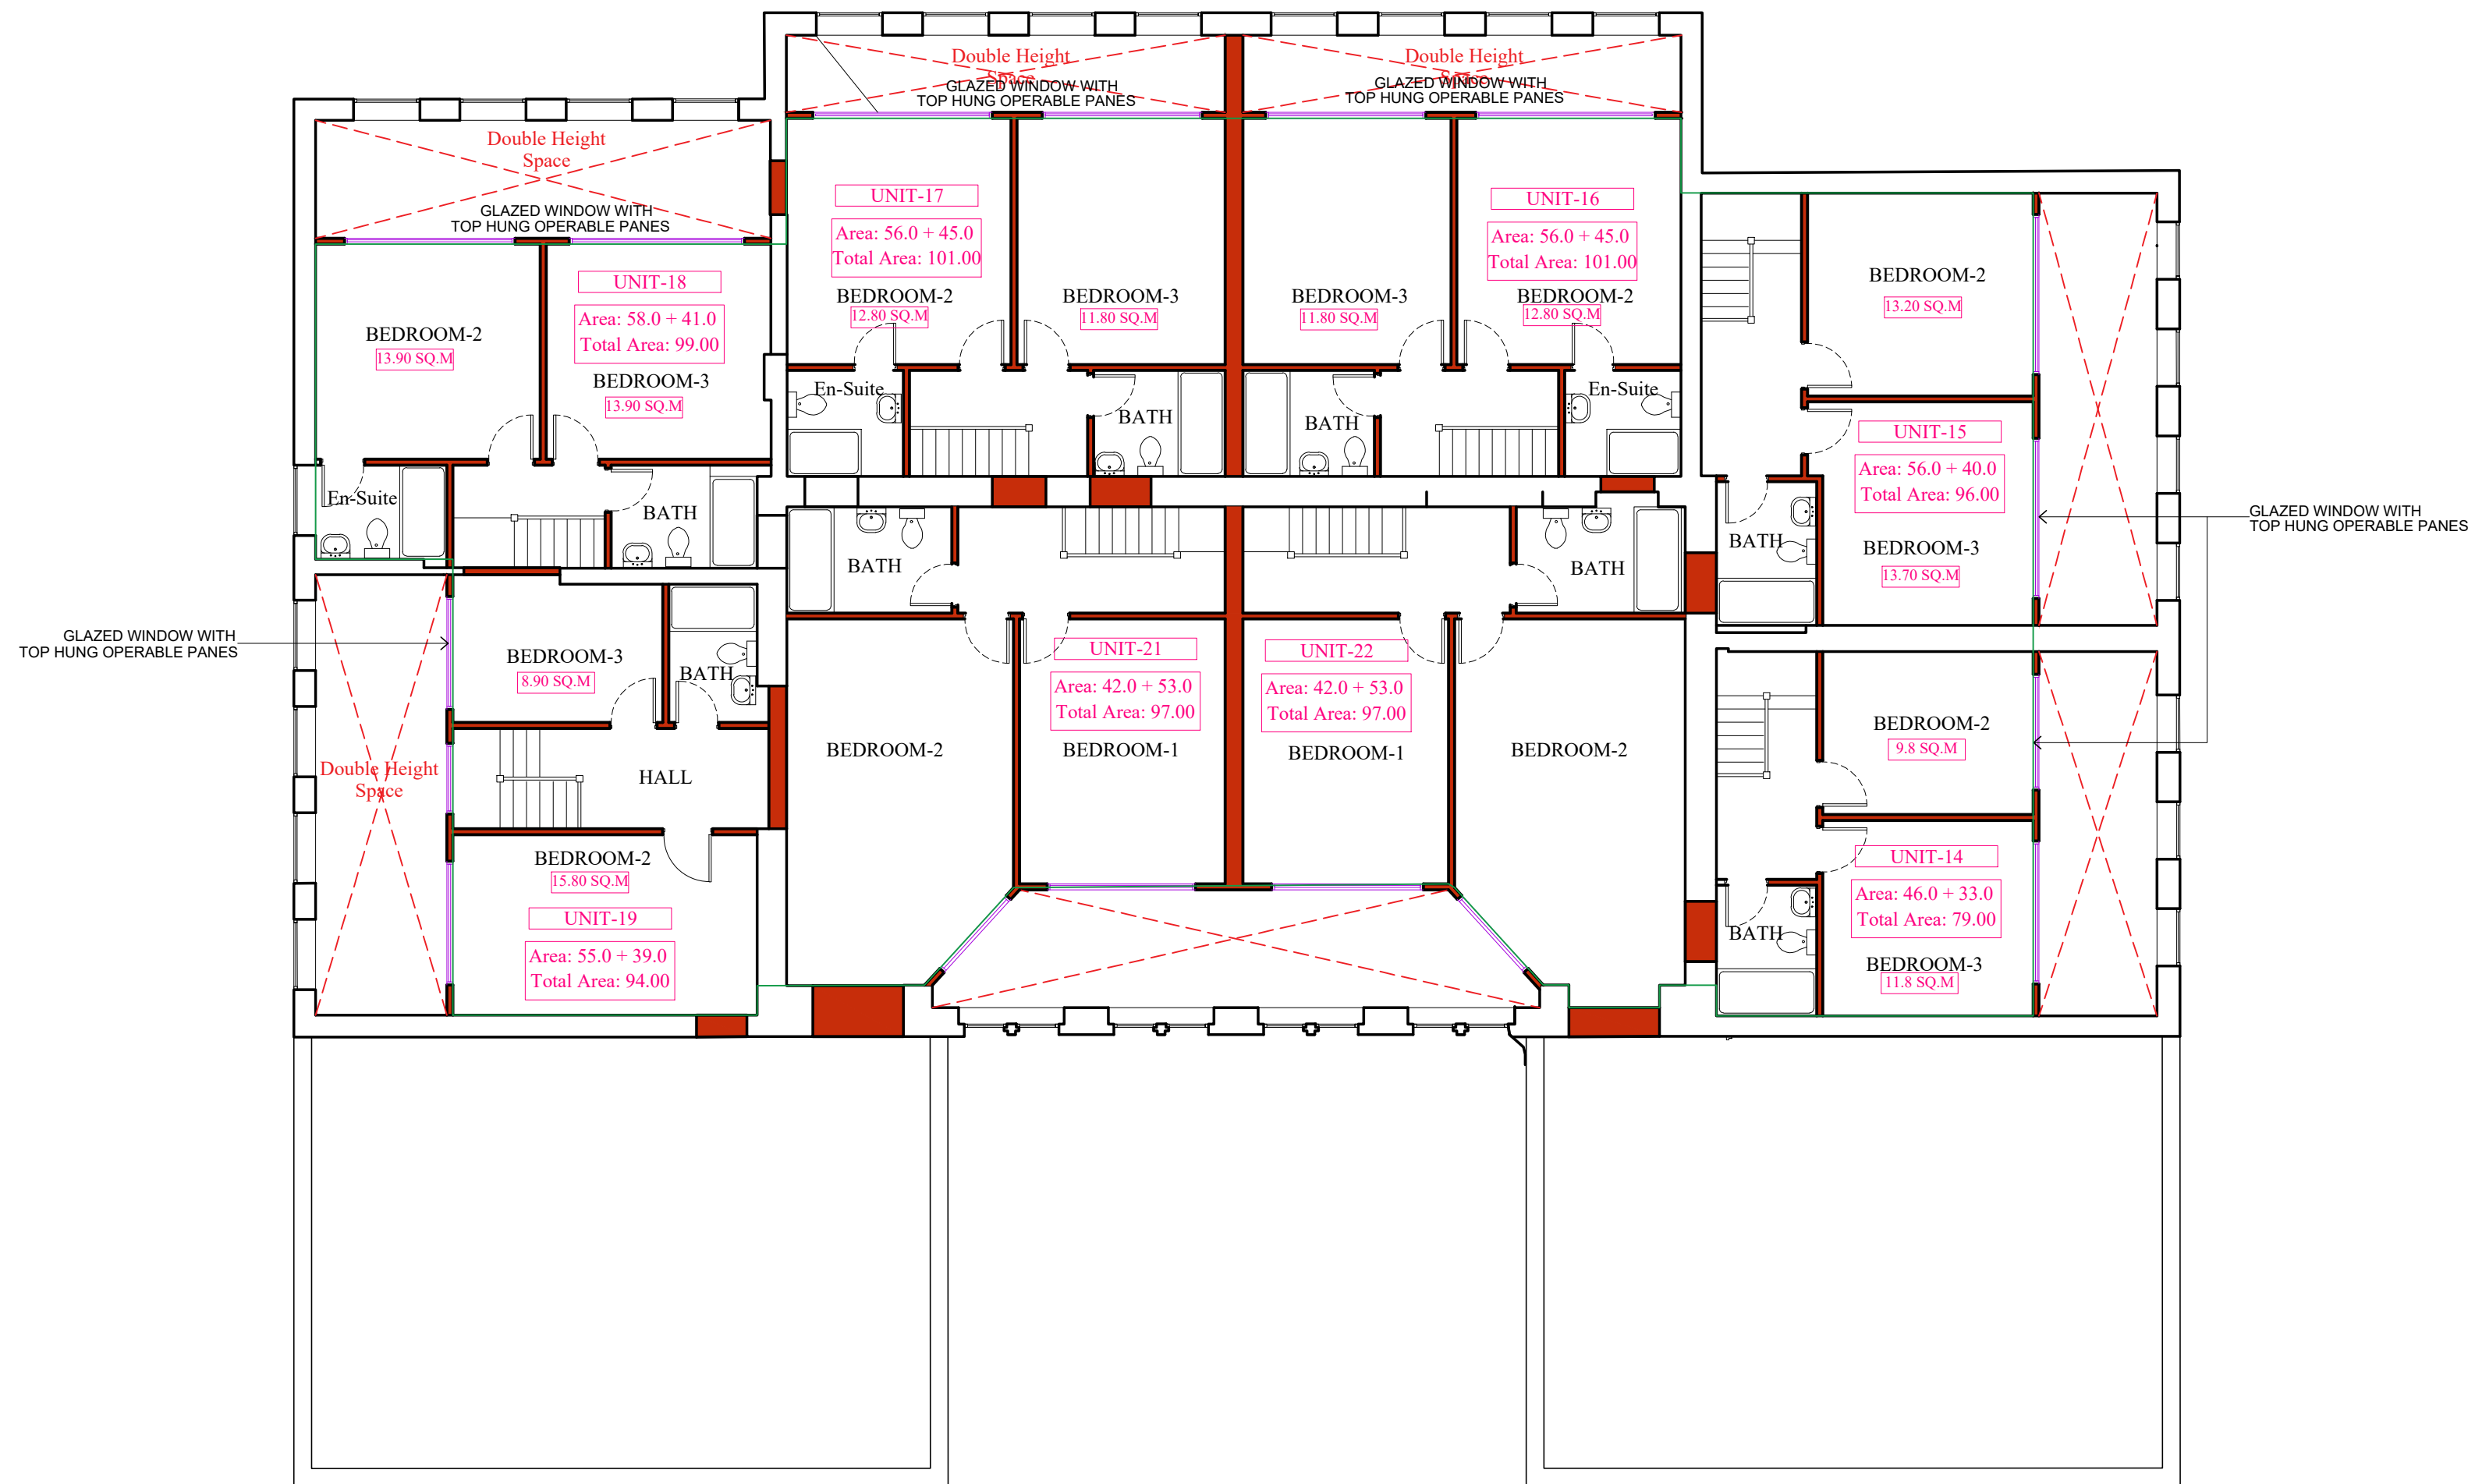 Double Height
Space
GLAZED WINDOW WITH
TOP HUNG OPERABLE PANES
Double Height
Space
GLAZED WINDOW WITH
TOP HUNG OPERABLE PANES
Double Height
Space
GLAZED WINDOW WITH
TOP HUNG OPERABLE PANES
UNIT-17
Area: 56.0 + 45.0
Total Area: 101.00
BEDROOM-2
12.80 SQ.M
BEDROOM-3
11.80 SQ.M
BEDROOM-3
11.80 SQ.M
UNIT-16
Area: 56.0 + 45.0
Total Area: 101.00
BEDROOM-2
12.80 SQ.M
BEDROOM-2
13.20 SQ.M
UNIT-18
Area: 58.0 + 41.0
Total Area: 99.00
BEDROOM-2
13.90 SQ.M
BEDROOM-3
13.90 SQ.M
En-Suite
BATH
BATH
En-Suite
UNIT-15
Area: 56.0 + 40.0
Total Area: 96.00
BEDROOM-3
13.70 SQ.M
GLAZED WINDOW WITH
TOP HUNG OPERABLE PANES
En-Suite
BATH
BATH
BATH
BATH
GLAZED WINDOW WITH
TOP HUNG OPERABLE PANES
BEDROOM-3
8.90 SQ.M
BATH
UNIT-21
Area: 42.0 + 53.0
Total Area: 97.00
BEDROOM-1
UNIT-22
Area: 42.0 + 53.0
Total Area: 97.00
BEDROOM-1
BEDROOM-2
BEDROOM-2
BEDROOM-2
9.8 SQ.M
Double Height
Space
HALL
BEDROOM-2
15.80 SQ.M
UNIT-19
Area: 55.0 + 39.0
Total Area: 94.00
UNIT-14
Area: 46.0 + 33.0
Total Area: 79.00
BATH
BEDROOM-3
11.8 SQ.M